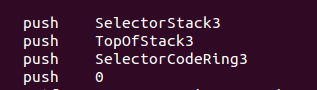 push SelectorStack3
push TopOfStack3
push SelectorCodeRing3
push 0